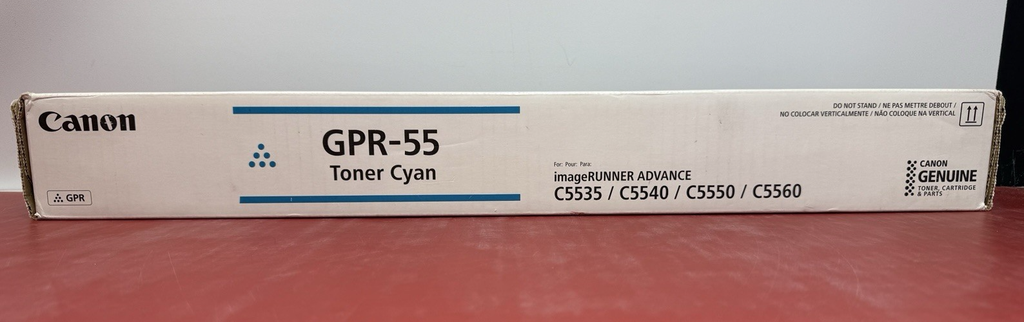 Canon
GPR
GPR-55
Toner Cyan
For: Pour: Para:
imageRUNNER ADVANCE
C5535 / C5540 / C5550 / C5560
DO NOT STAND / NE PAS METTRE DEBOUT /
NO COLOCAR VERTICALMENTE / NÃO COLOQUE NA VERTICAL
CANON
GENUINE
TONER, CARTRIDGE
& PARTS